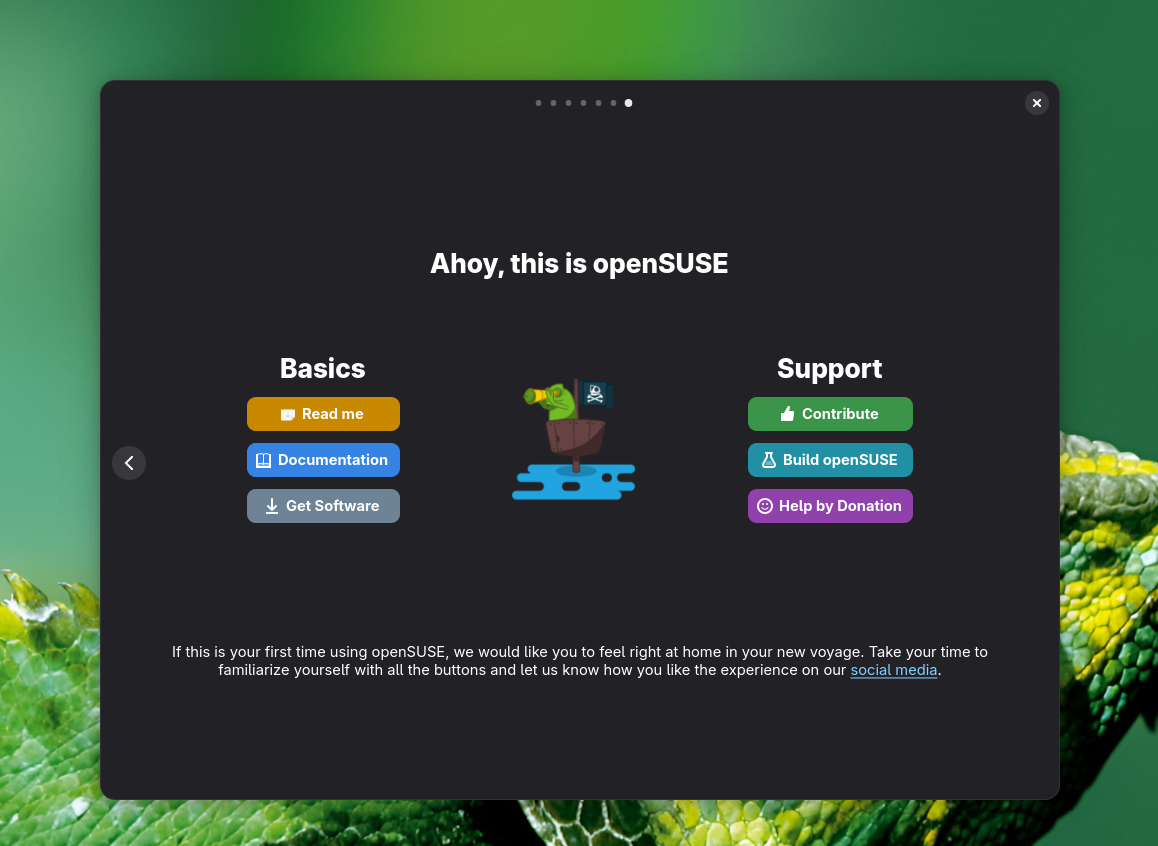 Ahoy, this is openSUSE
Basics
Read me
Documentation
Get Software
Support
Contribute
Build openSUSE
Help by Donation
If this is your first time using openSUSE, we would like you to feel right at home in your new voyage. Take your time to
familiarize yourself with all the buttons and let us know how you like the experience on our social media.